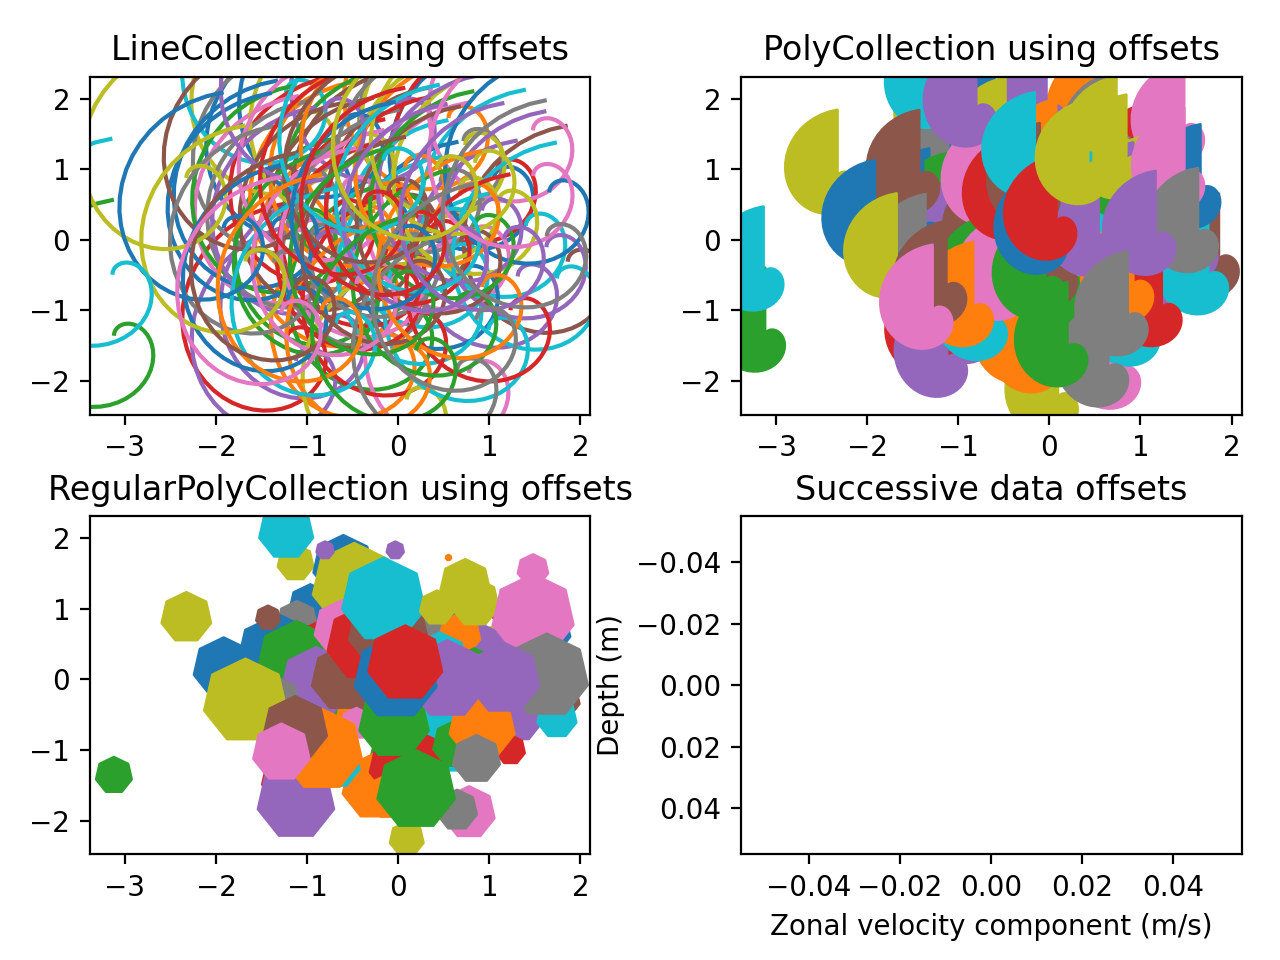 LineCollection using offsets
2
1
0
−1
−2
−3 −2 −1 0 1 2
PolyCollection using offsets
2
1
0
−1
−2
−3 −2 −1 0 1 2
RegularPolyCollection using offsets
2
1
0
−1
−2
−3 −2 −1 0 1 2
Successive data offsets
Depth (m)
−0.04
−0.02
0.00
0.02
0.04
−0.04 −0.02 0.00 0.02 0.04
Zonal velocity component (m/s)